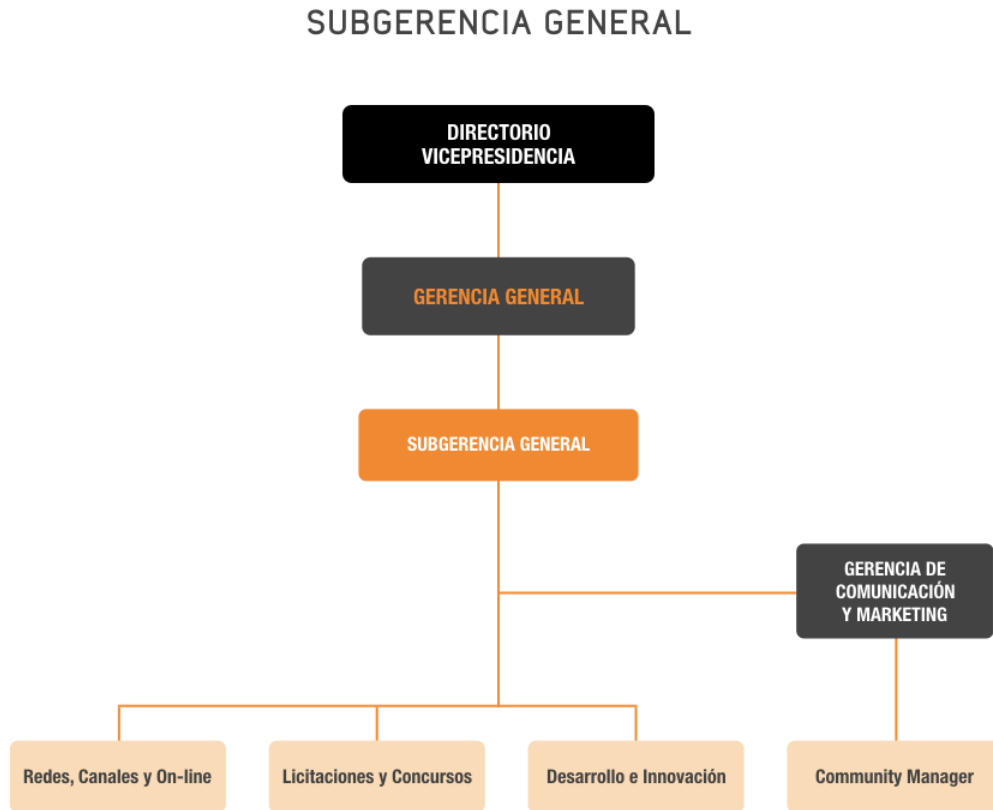 SUBGERENCIA GENERAL
DIRECTORIO
VICEPRESIDENCIA
GERENCIA GENERAL
SUBGERENCIA GENERAL
GERENCIA DE
COMUNICACIÓN
Y MARKETING
Redes, Canales y On-line
Licitaciones y Concursos
Desarrollo e Innovación
Community Manager